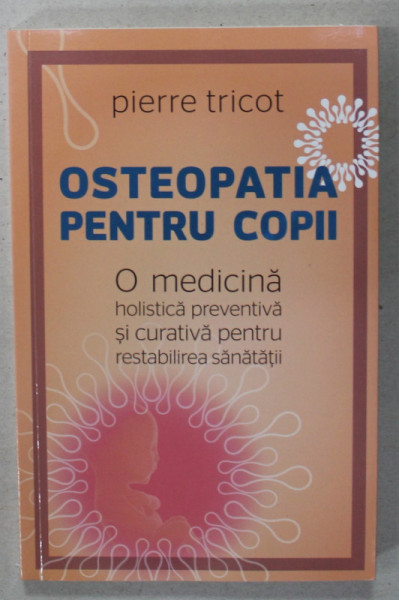 pierre tricot
OSTEOPATIA
PENTRU COPII
O medicină
holistică preventivă
și curativă pentru
restabilirea sănătății